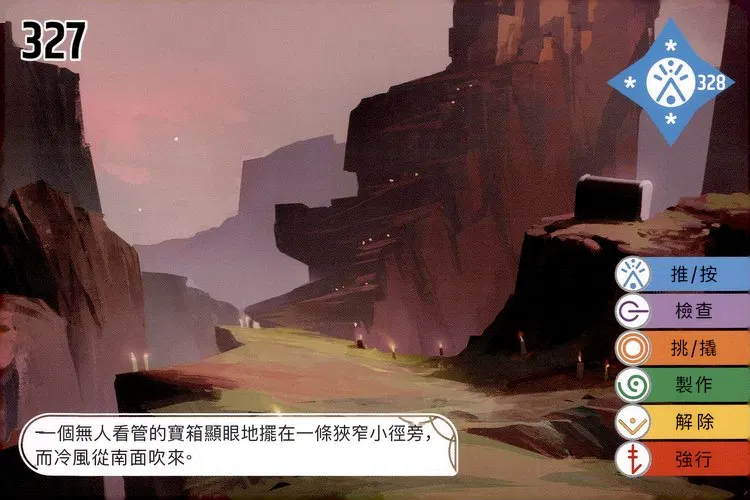 327
* * 328 *
推/按
檢查
挑/撬
製作
解除
強行
一個無人看管的寶箱顯眼地擺在一條狹窄小徑旁，
而冷風從南面吹來。